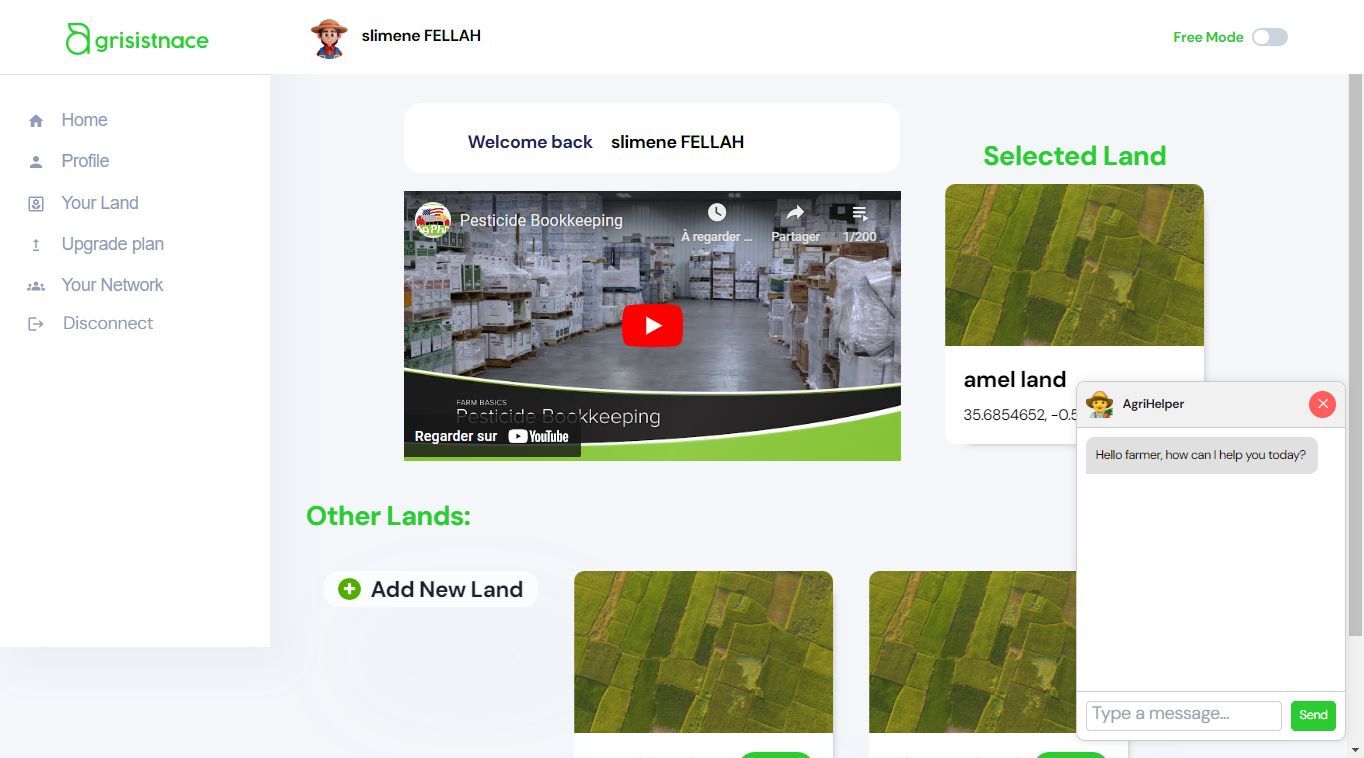 agrisistnace
slimene FELLAH
Free Mode
Home
Profile
Your Land
Upgrade plan
Your Network
Disconnect
Welcome back slimene FELLAH
Pesticide Bookkeeping
À regarder ...
Partager
1/200
FARM BASICS
Pesticide Bookkeeping
Regarder sur YouTube
Selected Land
amel land
35.6854652, -0.5
AgriHelper
Hello farmer, how can I help you today?
Type a message...
Send
Other Lands:
Add New Land